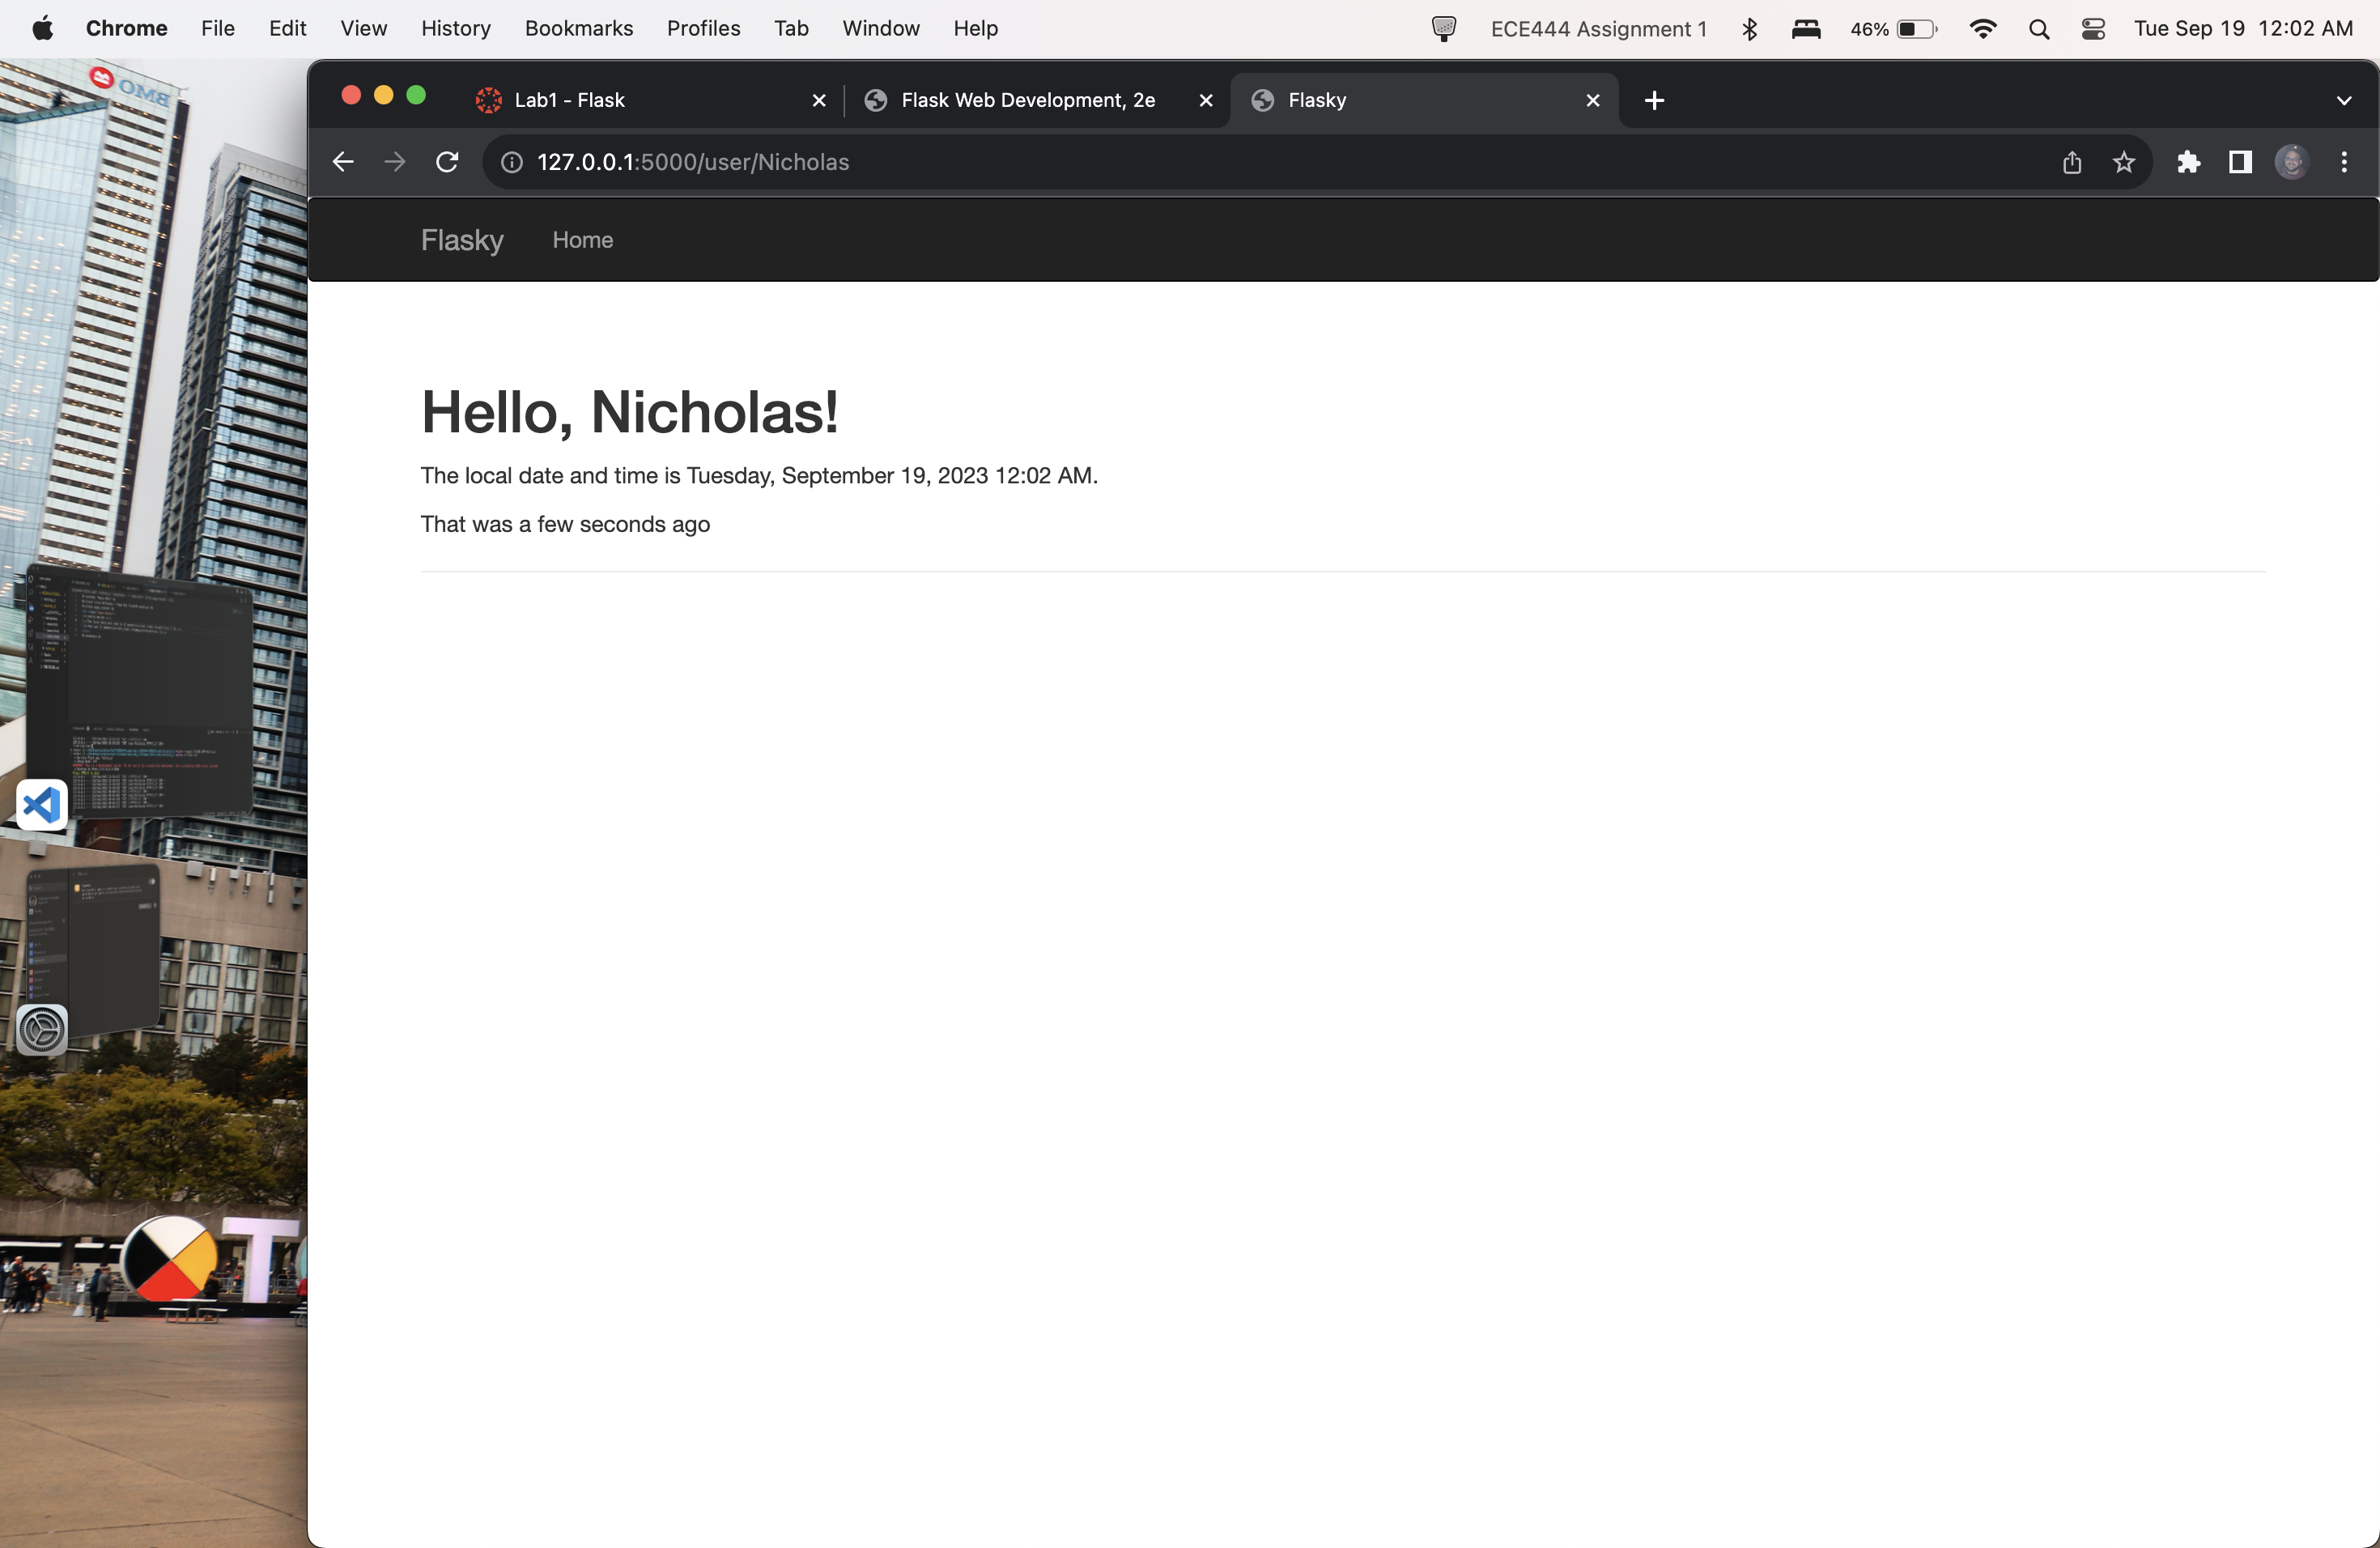 Chrome File Edit View History Bookmarks Profiles Tab Window Help ECE444 Assignment 1 46% Tue Sep 19 12:02 AM
BMO
Lab1 - Flask Flask Web Development, 2e Flasky
127.0.0.1:5000/user/Nicholas
Flasky Home
Hello, Nicholas!
The local date and time is Tuesday, September 19, 2023 12:02 AM.
That was a few seconds ago
T